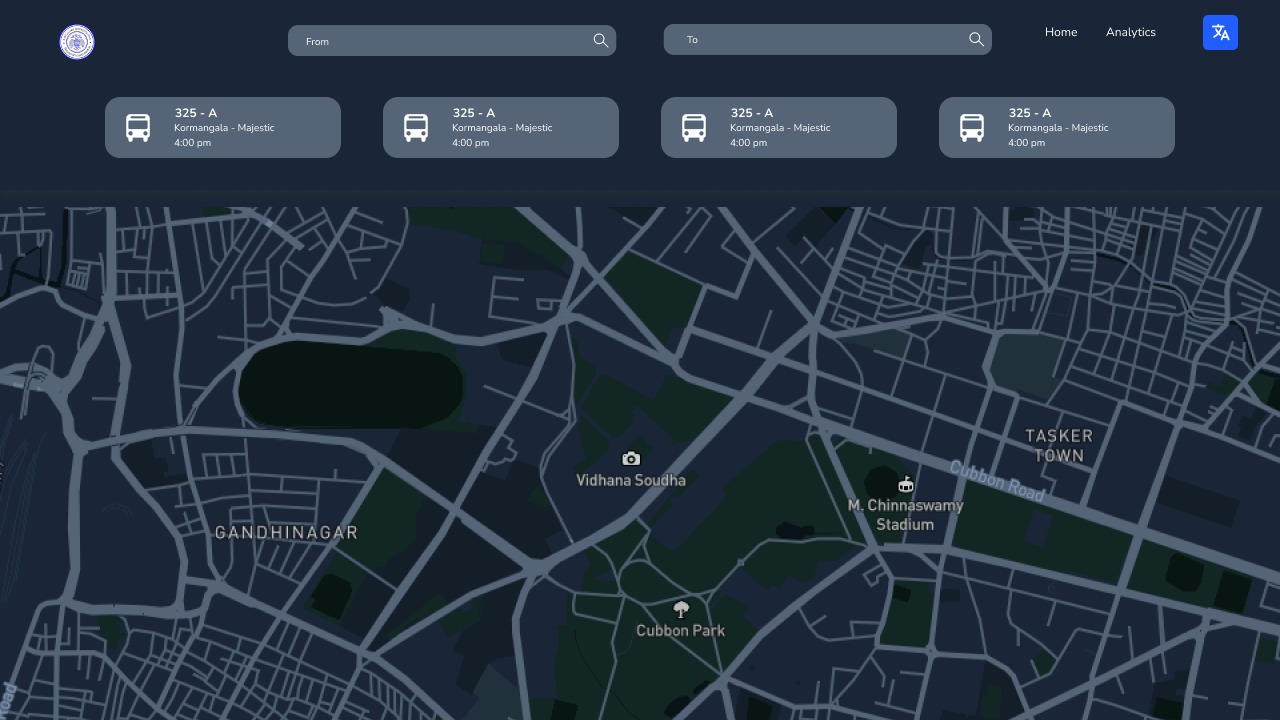 From
To
Home
Analytics
325 - A
Kormangala - Majestic
4:00 pm
325 - A
Kormangala - Majestic
4:00 pm
325 - A
Kormangala - Majestic
4:00 pm
325 - A
Kormangala - Majestic
4:00 pm
TASKER
TOWN
Cubbon Road
Vidhana Soudha
M. Chinnaswamy
Stadium
GANDHINAGAR
Cubbon Park